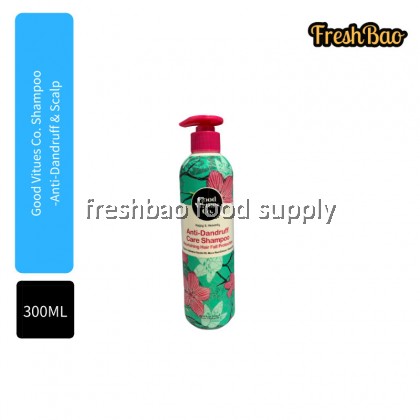 FreshBao
Good Vitues Co. Shampoo
-Anti-Dandruff & Scalp
300ML
freshbao food supply
Anti-Dandruff
Care Shampoo